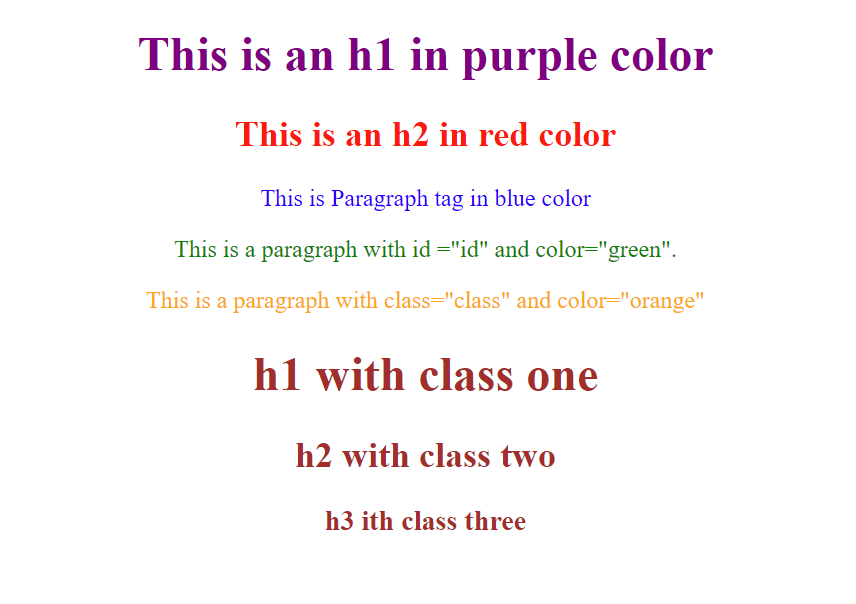 This is an h1 in purple color
This is an h2 in red color
This is Paragraph tag in blue color
This is a paragraph with id ="id" and color="green".
This is a paragraph with class="class" and color="orange"
h1 with class one
h2 with class two
h3 ith class three